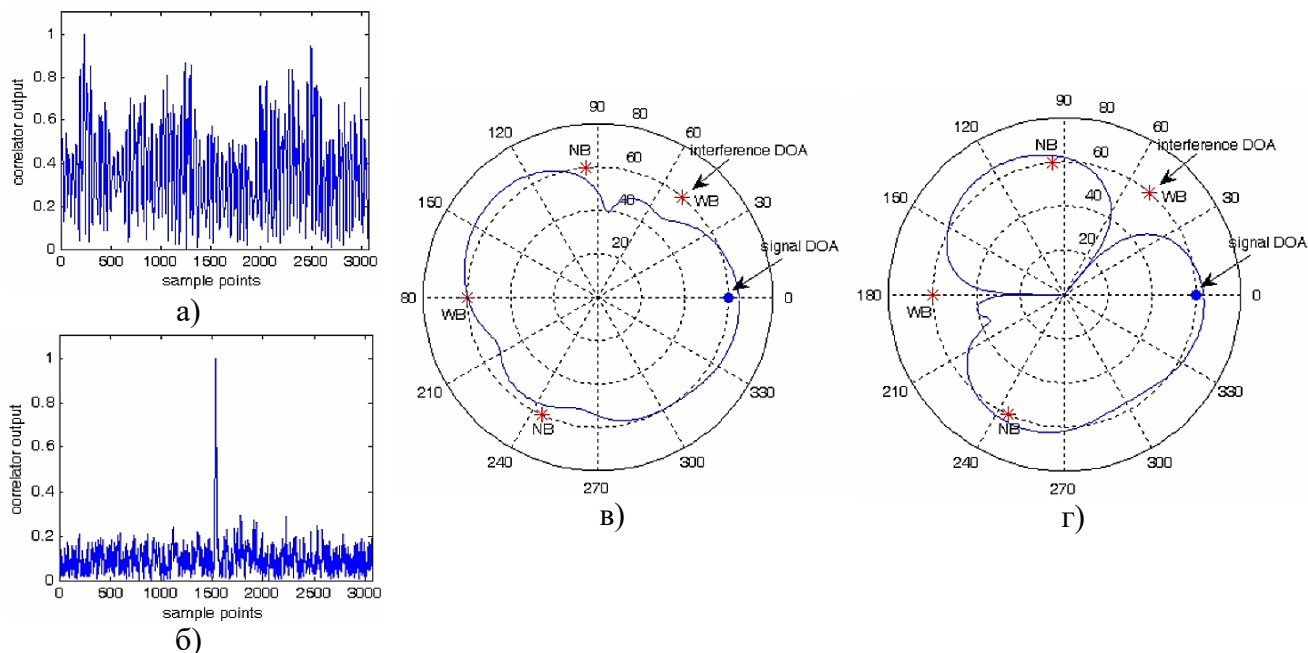 correlator output
1
0.8
0.6
0.4
0.2
0
0 500 1000 1500 2000 2500 3000
sample points
а)
correlator output
1
0.8
0.6
0.4
0.2
0
0 500 1000 1500 2000 2500 3000
sample points
б)
90
80
60
120
NB
60
interference DOA
WB
150
40
30
20
signal DOA
80
WB
0
210
330
NB
240
300
270
в)
90
80
60
120
NB
60
interference DOA
WB
150
40
30
20
signal DOA
180
WB
0
210
330
NB
240
300
270
г)